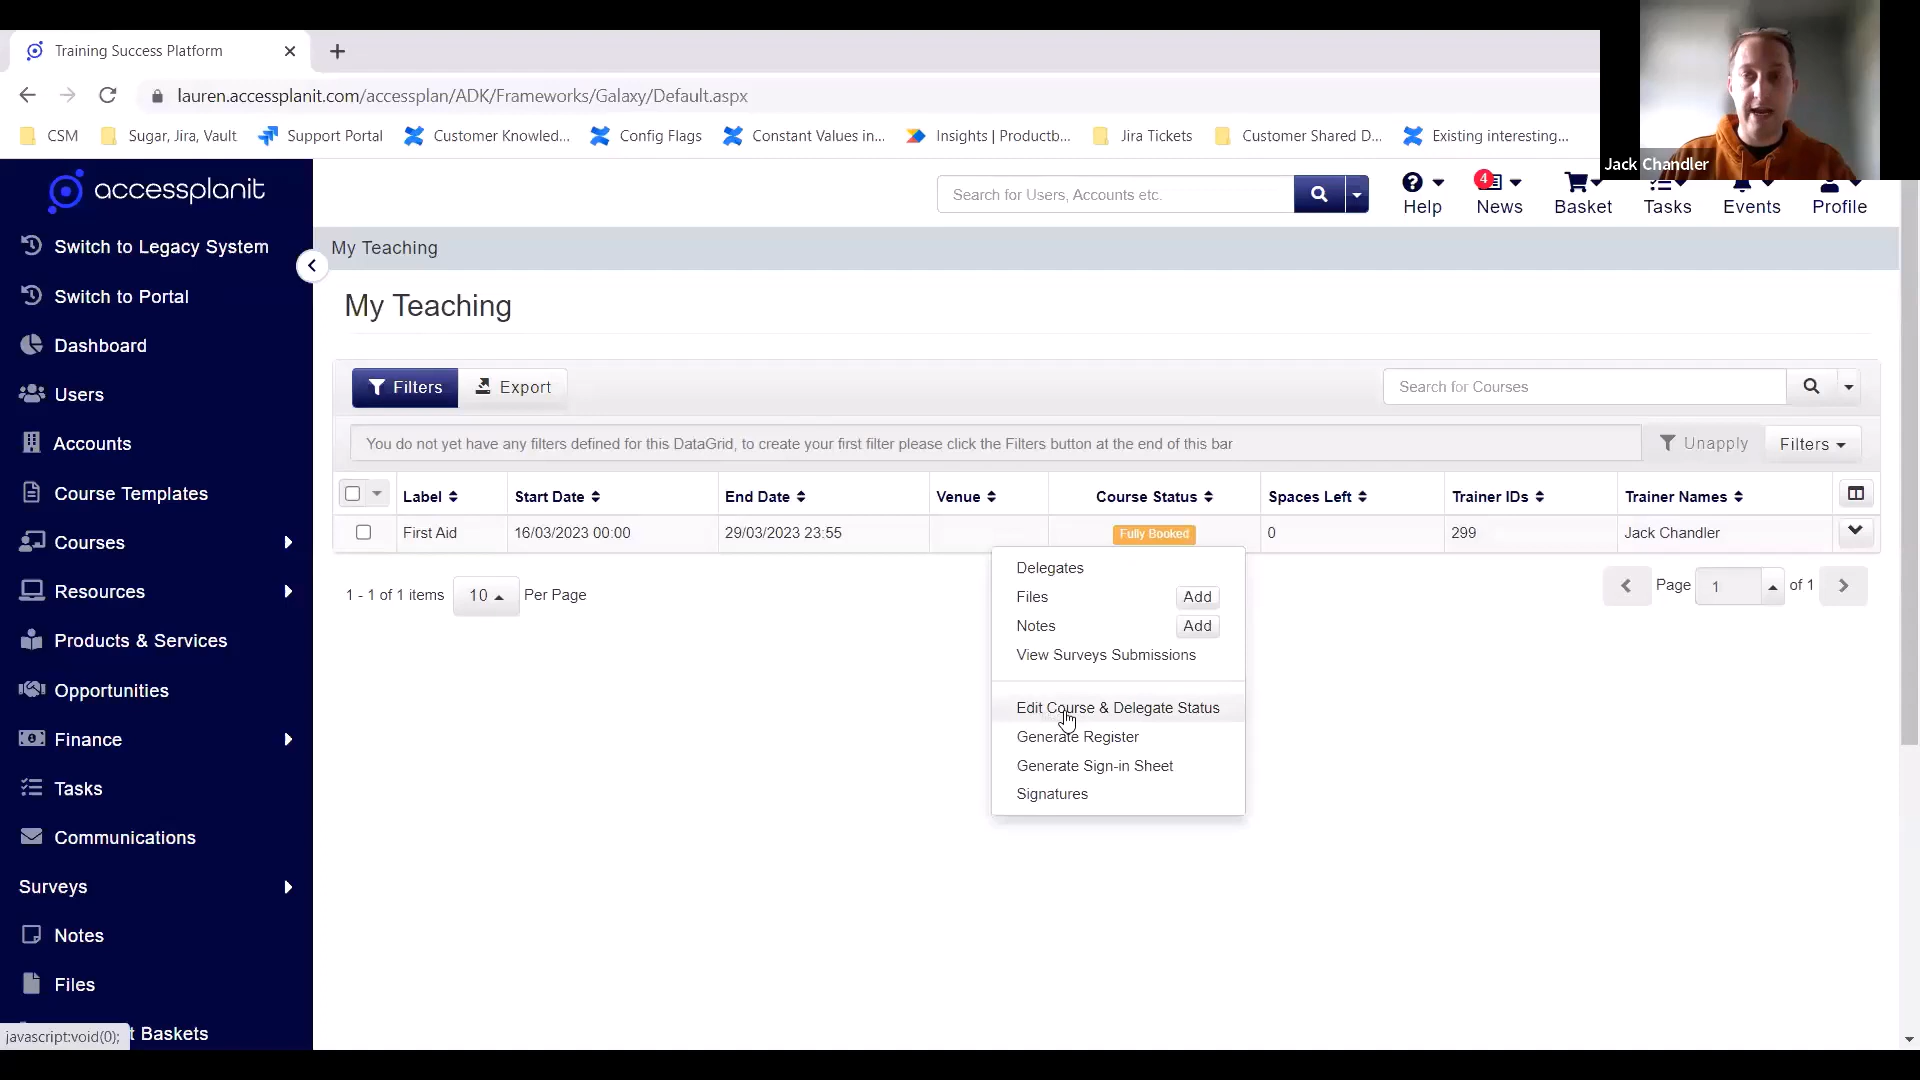 Training Success Platform
lauren.accessplanit.com/accessplan/ADK/Frameworks/Galaxy/Default.aspx
CSM
Sugar, Jira, Vault
Support Portal
Customer Knowled...
Config Flags
Constant Values in...
Insights | Productb...
Jira Tickets
Customer Shared D...
Existing interesting...
Jack Chandler
accessplanit
Search for Users, Accounts etc.
Help
4
News
Basket
Tasks
Events
Profile
Switch to Legacy System
Switch to Portal
Dashboard
Users
Accounts
Course Templates
Courses
Resources
Products & Services
Opportunities
Finance
Tasks
Communications
Surveys
Notes
Files
t Baskets
javascript:void(0);
My Teaching
My Teaching
Filters
Export
Search for Courses
You do not yet have any filters defined for this DataGrid, to create your first filter please click the Filters button at the end of this bar
Unapply
Filters
Label
Start Date
End Date
Venue
Course Status
Spaces Left
Trainer IDs
Trainer Names
First Aid
16/03/2023 00:00
29/03/2023 23:55
Fully Booked
0
299
Jack Chandler
1 - 1 of 1 items
10
Per Page
Page
1
of 1
Delegates
Files
Add
Notes
Add
View Surveys Submissions
Edit Course & Delegate Status
Generate Register
Generate Sign-in Sheet
Signatures